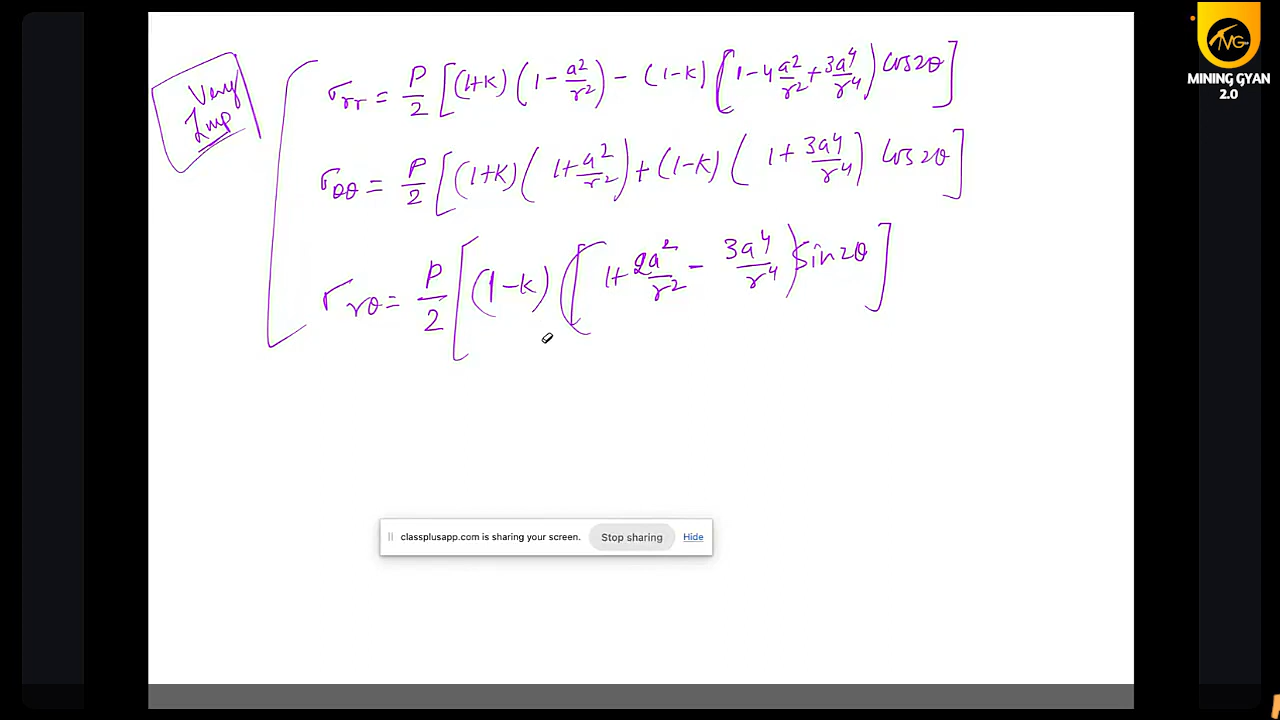 MINING GYAN
2.0
Very
Imp
σrr = P/2 [(1+K) (1 - a²/r²) - (1-K) (1 - 4a²/r² + 3a⁴/r⁴) cos2θ]
σθθ = P/2 [(1+K) (1 + a²/r²) + (1-K) (1 + 3a⁴/r⁴) cos2θ]
σrθ = P/2 [(1-K) (1 + 2a²/r² - 3a⁴/r⁴) sin2θ]
classplusapp.com is sharing your screen. Stop sharing Hide